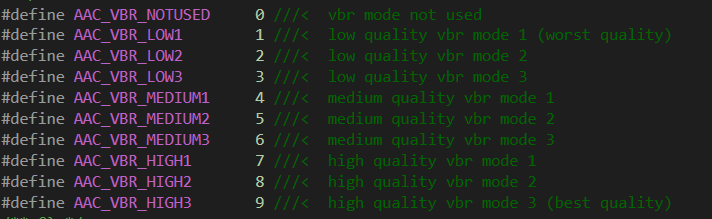 #define AAC_VBR_NOTUSED 0 ///< vbr mode not used
#define AAC_VBR_LOW1 1 ///< low quality vbr mode 1 (worst quality)
#define AAC_VBR_LOW2 2 ///< low quality vbr mode 2
#define AAC_VBR_LOW3 3 ///< low quality vbr mode 3
#define AAC_VBR_MEDIUM1 4 ///< medium quality vbr mode 1
#define AAC_VBR_MEDIUM2 5 ///< medium quality vbr mode 2
#define AAC_VBR_MEDIUM3 6 ///< medium quality vbr mode 3
#define AAC_VBR_HIGH1 7 ///< high quality vbr mode 1
#define AAC_VBR_HIGH2 8 ///< high quality vbr mode 2
#define AAC_VBR_HIGH3 9 ///< high quality vbr mode 3 (best quality)